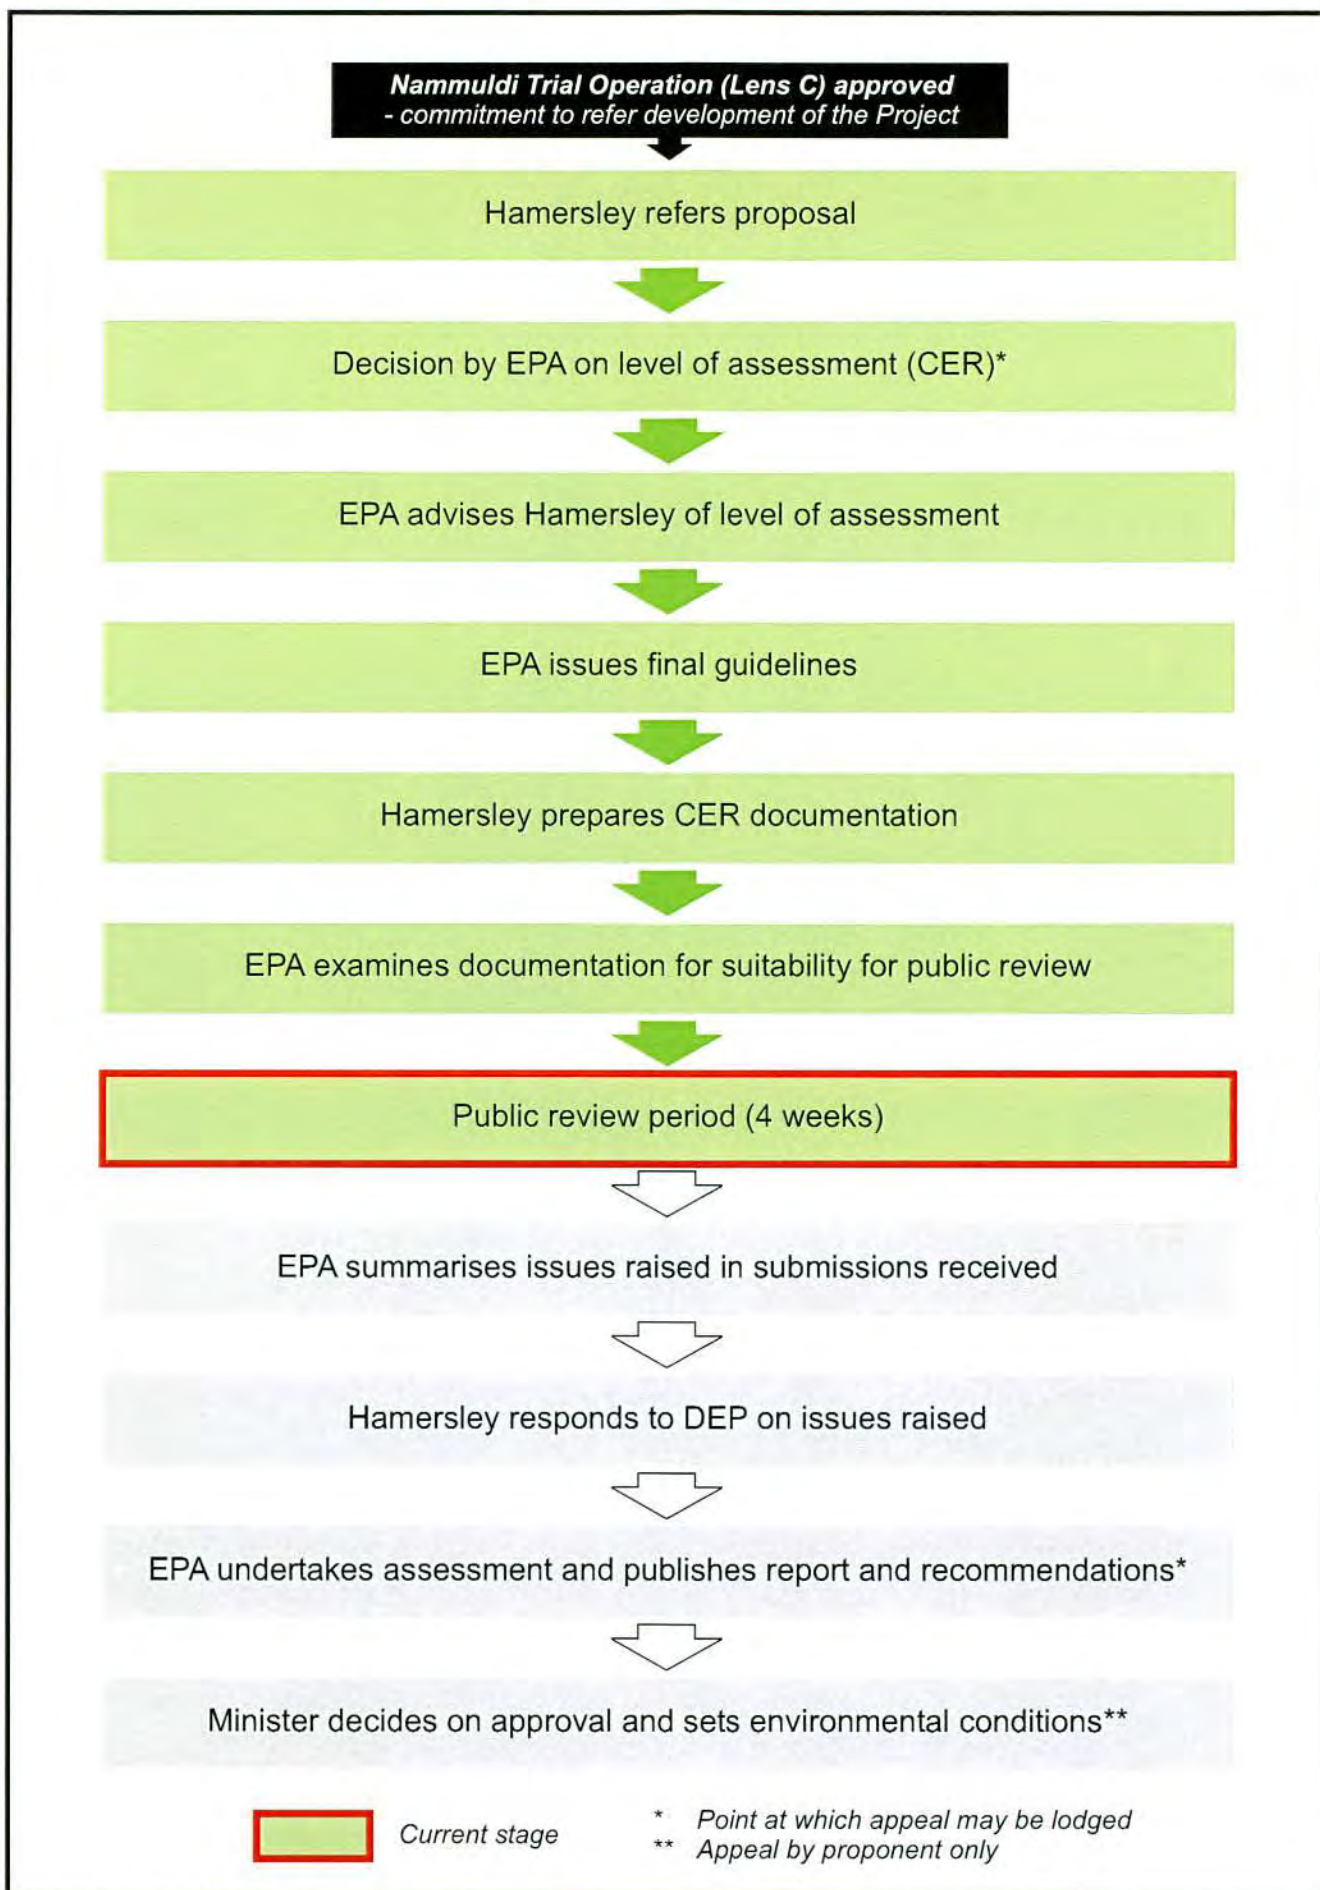 Nammuldi Trial Operation (Lens C) approved
- commitment to refer development of the Project
Hamersley refers proposal
Decision by EPA on level of assessment (CER)*
EPA advises Hamersley of level of assessment
EPA issues final guidelines
Hamersley prepares CER documentation
EPA examines documentation for suitability for public review
Public review period (4 weeks)
EPA summarises issues raised in submissions received
Hamersley responds to DEP on issues raised
EPA undertakes assessment and publishes report and recommendations*
Minister decides on approval and sets environmental conditions**
Current stage
* Point at which appeal may be lodged
** Appeal by proponent only